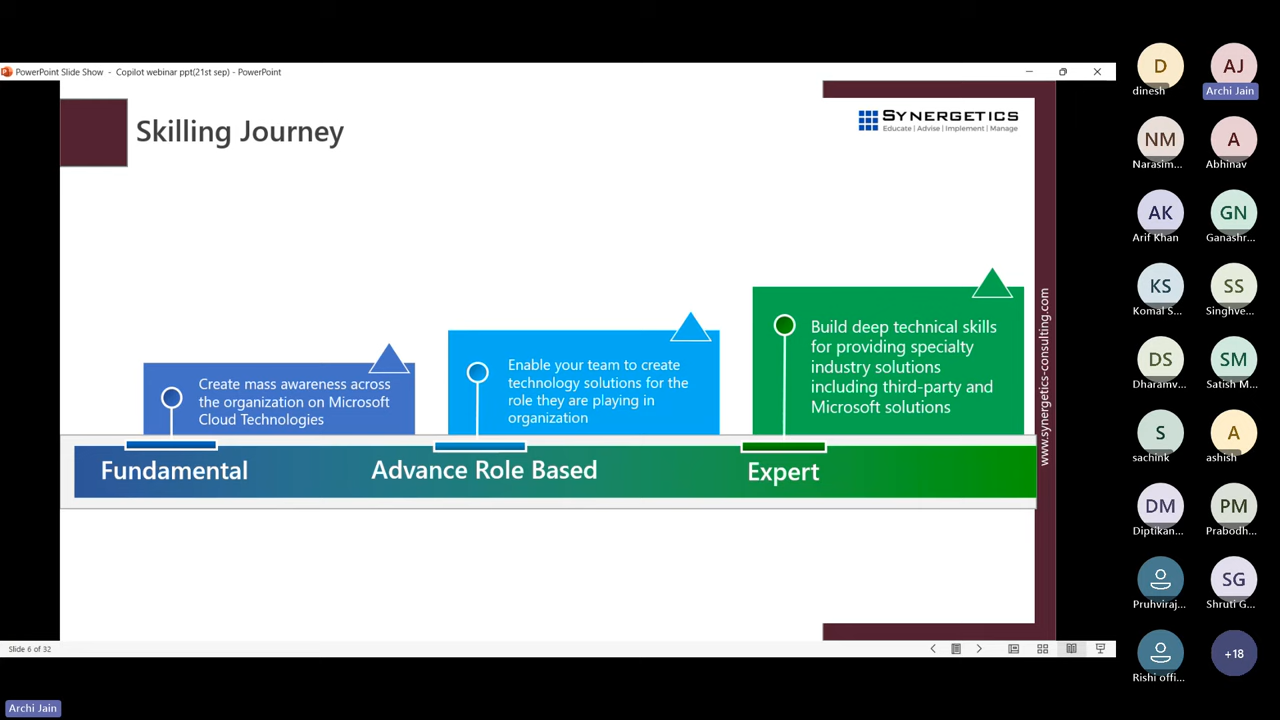 PowerPoint Slide Show - Copilot webinar ppt(21st sep) - PowerPoint
Skilling Journey
SYNERGETICS
Educate | Advise | Implement | Manage
Create mass awareness across
the organization on Microsoft
Cloud Technologies
Enable your team to create
technology solutions for the
role they are playing in
organization
Build deep technical skills
for providing specialty
industry solutions
including third-party and
Microsoft solutions
Fundamental
Advance Role Based
Expert
www.synergetics-consulting.com
Slide 6 of 32
Archi Jain
D
dinesh
AJ
Archi Jain
NM
Narasim...
A
Abhinav
AK
Arif Khan
GN
Ganashr...
KS
Komal S...
SS
Singhve...
DS
Dharamv...
SM
Satish M...
S
sachink
A
ashish
DM
Diptikan...
PM
Prabodh...
Pruhviraj...
SG
Shruti G...
Rishi offi...
+18